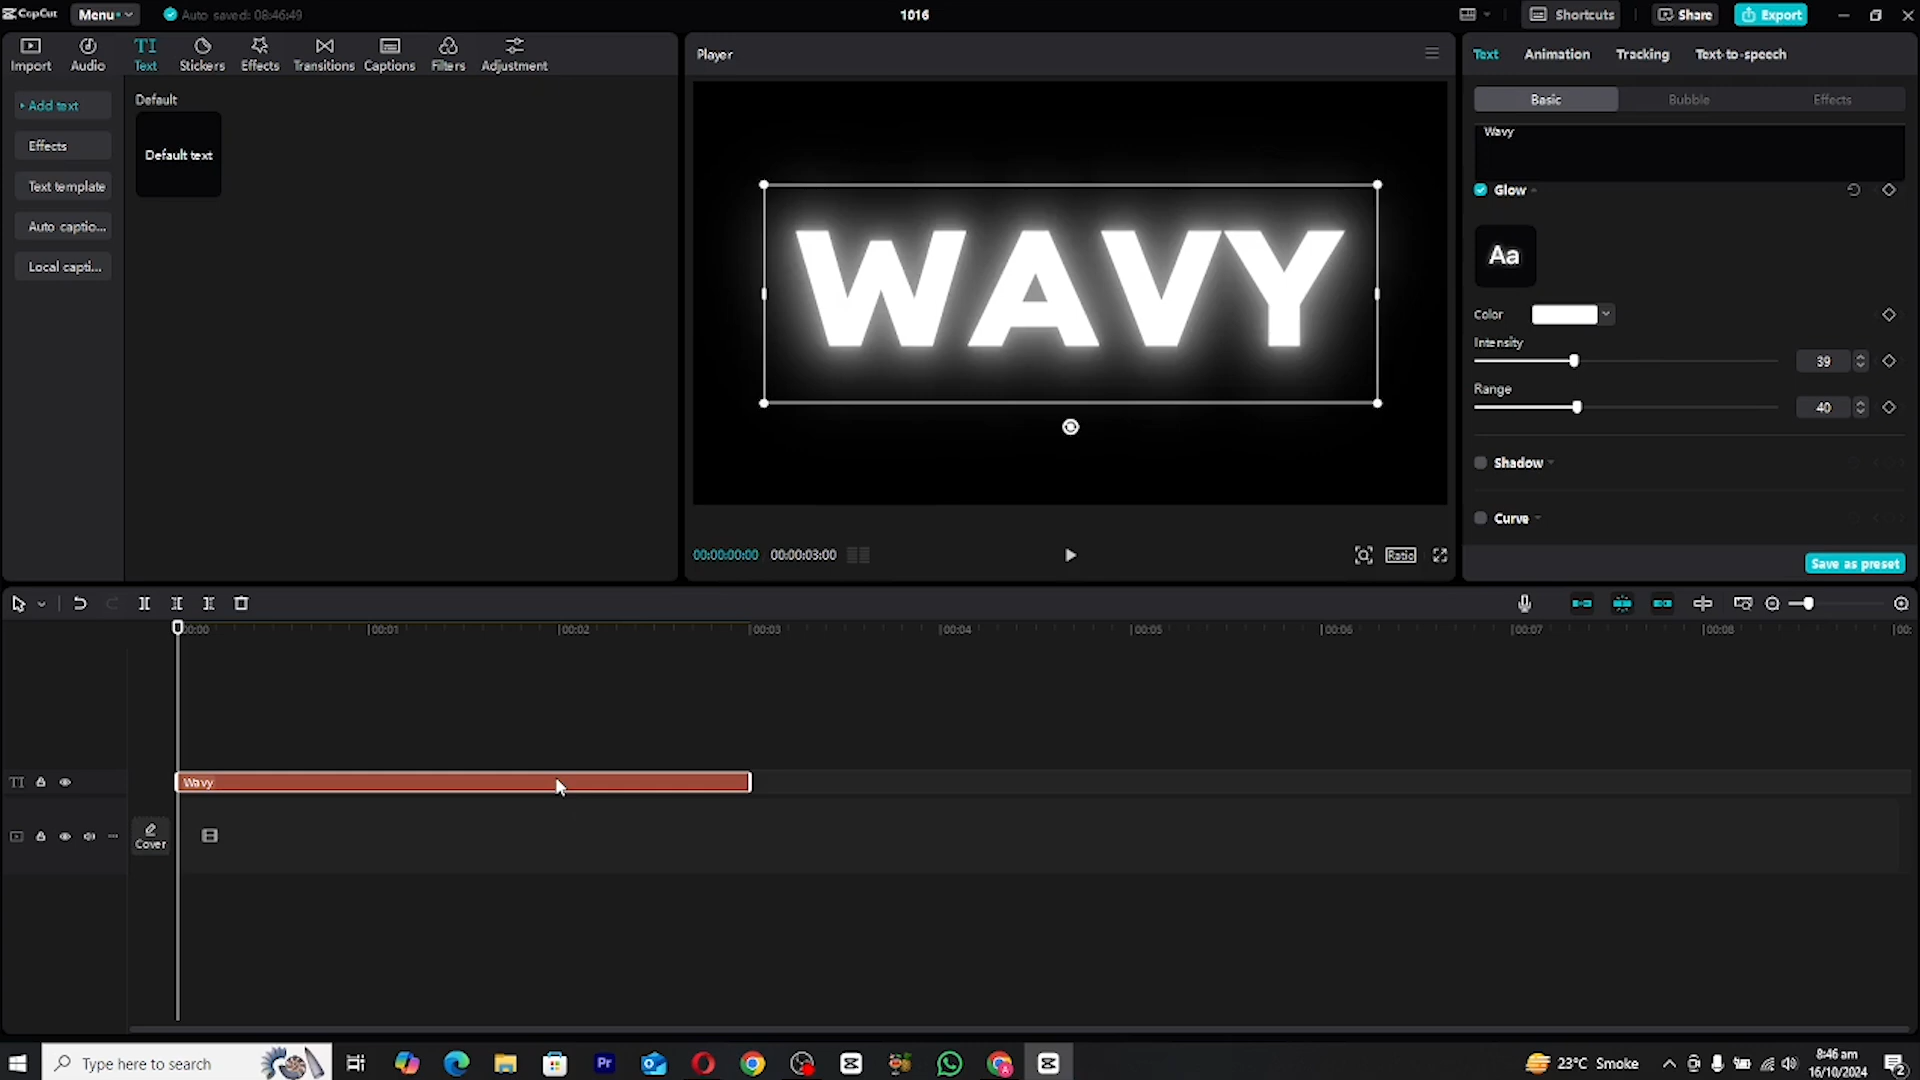 CapCut
Menu
Auto saved: 08:46:49
1016
Shortcuts
Share
Export
Import
Audio
TI
Text
Stickers
Effects
Transitions
Captions
Filters
Adjustment
Add text
Effects
Text template
Auto captio...
Local capti...
Default
Default text
Player
WAVY
00:00:00:00
00:00:03:00
Ratio
Text
Animation
Tracking
Text-to-speech
Basic
Bubble
Effects
Wavy
Glow
Aa
Color
Intensity
39
Range
40
Shadow
Curve
Save as preset
00:00
00:01
00:02
00:03
00:04
00:05
00:06
00:07
00:08
00:
TI
Wavy
Cover
Type here to search
Pr
23°C Smoke
8:46 am
16/10/2024
2